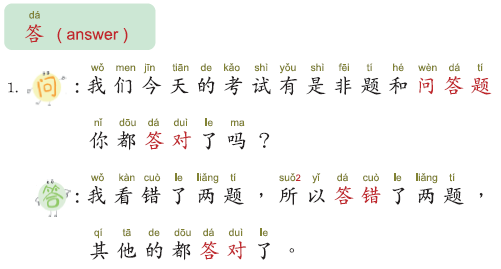 dá
答 ( answer )
wǒ men jīn tiān de kǎo shì yǒu shì fēi tí hé wèn dá tí
1. 问 : 我们今天的考试有是非题和问答题
nǐ dōu dá duì le ma
你都答对了吗？
wǒ kàn cuò le liǎng tí suǒ2 yǐ dá cuò le liǎng tí
答 : 我看错了两题，所以答错了两题，
qí tā de dōu dá duì le
其他的都答对了。